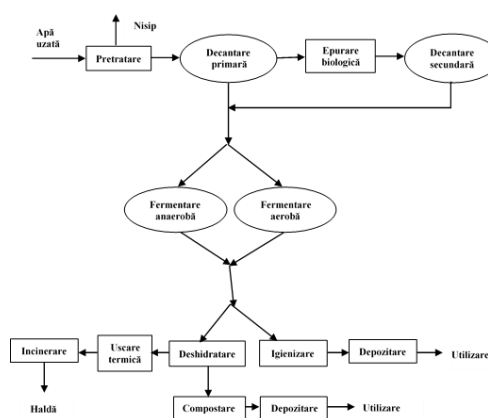 Nisip
Apă
uzată
Pretratare
Decantare
primară
Epurare
biologică
Decantare
secundară
Fermentare
anaerobă
Fermentare
aerobă
Incinerare
Uscare
termică
Deshidratare
Igienizare
Depozitare
Utilizare
Haldă
Compostare
Depozitare
Utilizare